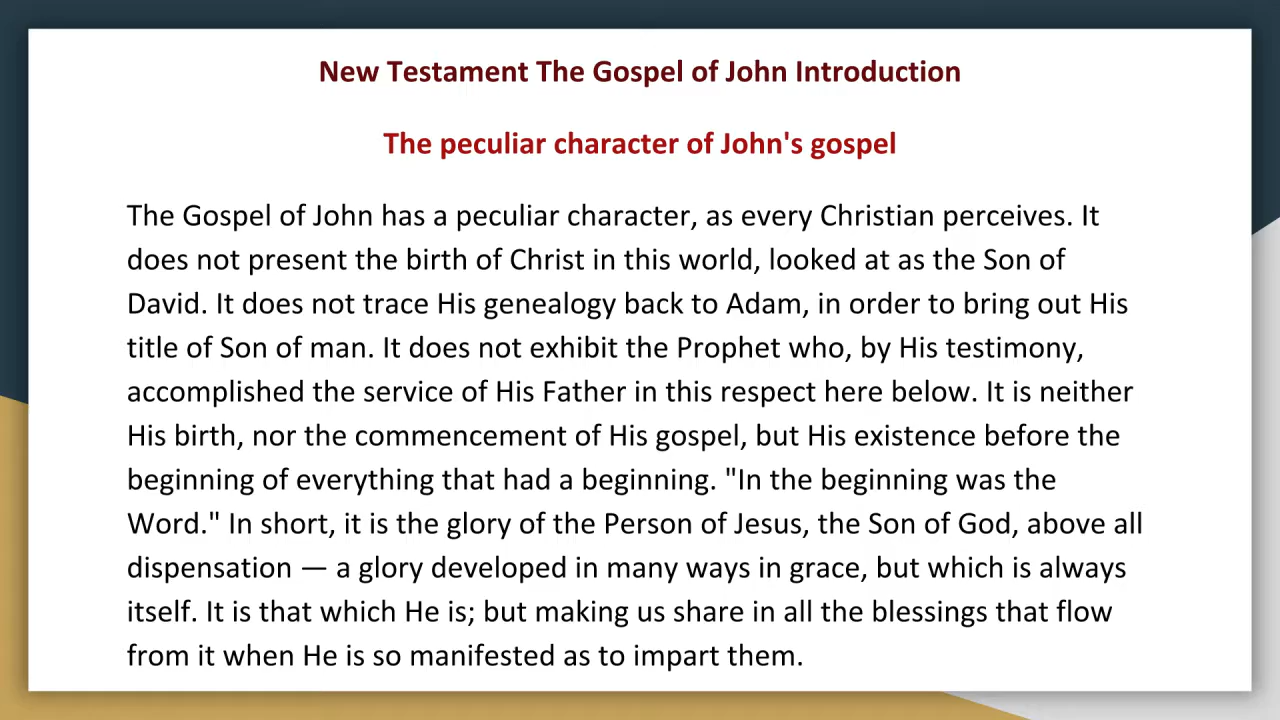 New Testament The Gospel of John Introduction
The peculiar character of John's gospel
The Gospel of John has a peculiar character, as every Christian perceives. It
does not present the birth of Christ in this world, looked at as the Son of
David. It does not trace His genealogy back to Adam, in order to bring out His
title of Son of man. It does not exhibit the Prophet who, by His testimony,
accomplished the service of His Father in this respect here below. It is neither
His birth, nor the commencement of His gospel, but His existence before the
beginning of everything that had a beginning. "In the beginning was the
Word." In short, it is the glory of the Person of Jesus, the Son of God, above all
dispensation — a glory developed in many ways in grace, but which is always
itself. It is that which He is; but making us share in all the blessings that flow
from it when He is so manifested as to impart them.